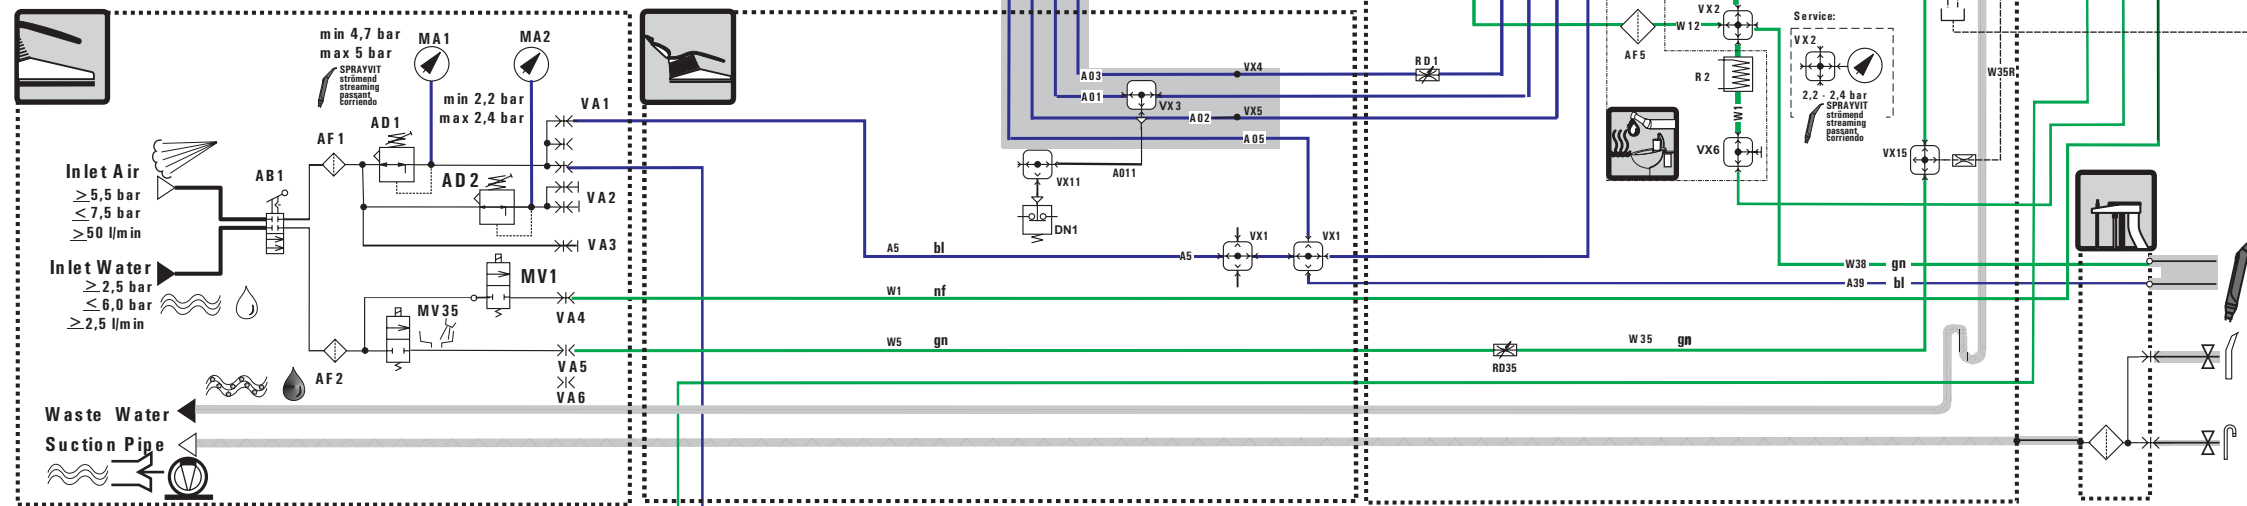 min 4,7 bar
max 5 bar
MA1
MA2
SPRAYVIT
strömend
streaming
passant
corriendo
min 2,2 bar
max 2,4 bar
VA1
AF1
AD1
Inlet Air
≥5,5 bar
≤7,5 bar
≥50 l/min
AB1
AD2
VA2
VA3
Inlet Water
≥2,5 bar
≤6,0 bar
≥2,5 l/min
MV1
VA4
MV35
AF2
VA5
VA6
Waste Water
Suction Pipe
A03
VX4
RD1
A01
VX3
A02
VX5
A05
VX11
A011
DN1
A5 bl
A5
VX1
VX1
W1 nf
W5 gn
RD35
W35 gn
VX2
W12
AF5
R2
W1
VX6
Service:
VX2
2,2 - 2,4 bar
SPRAYVIT
strömend
streaming
passant
corriendo
W35R
VX15
W38 gn
A39 bl